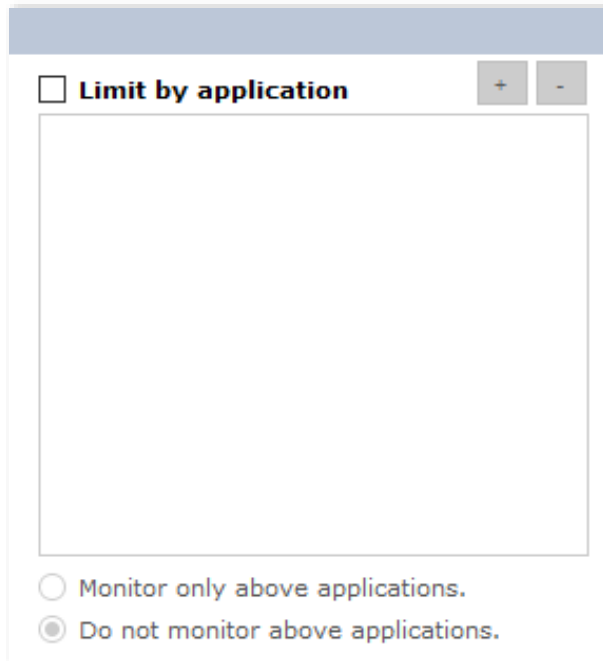 Limit by application + -
Monitor only above applications.
Do not monitor above applications.